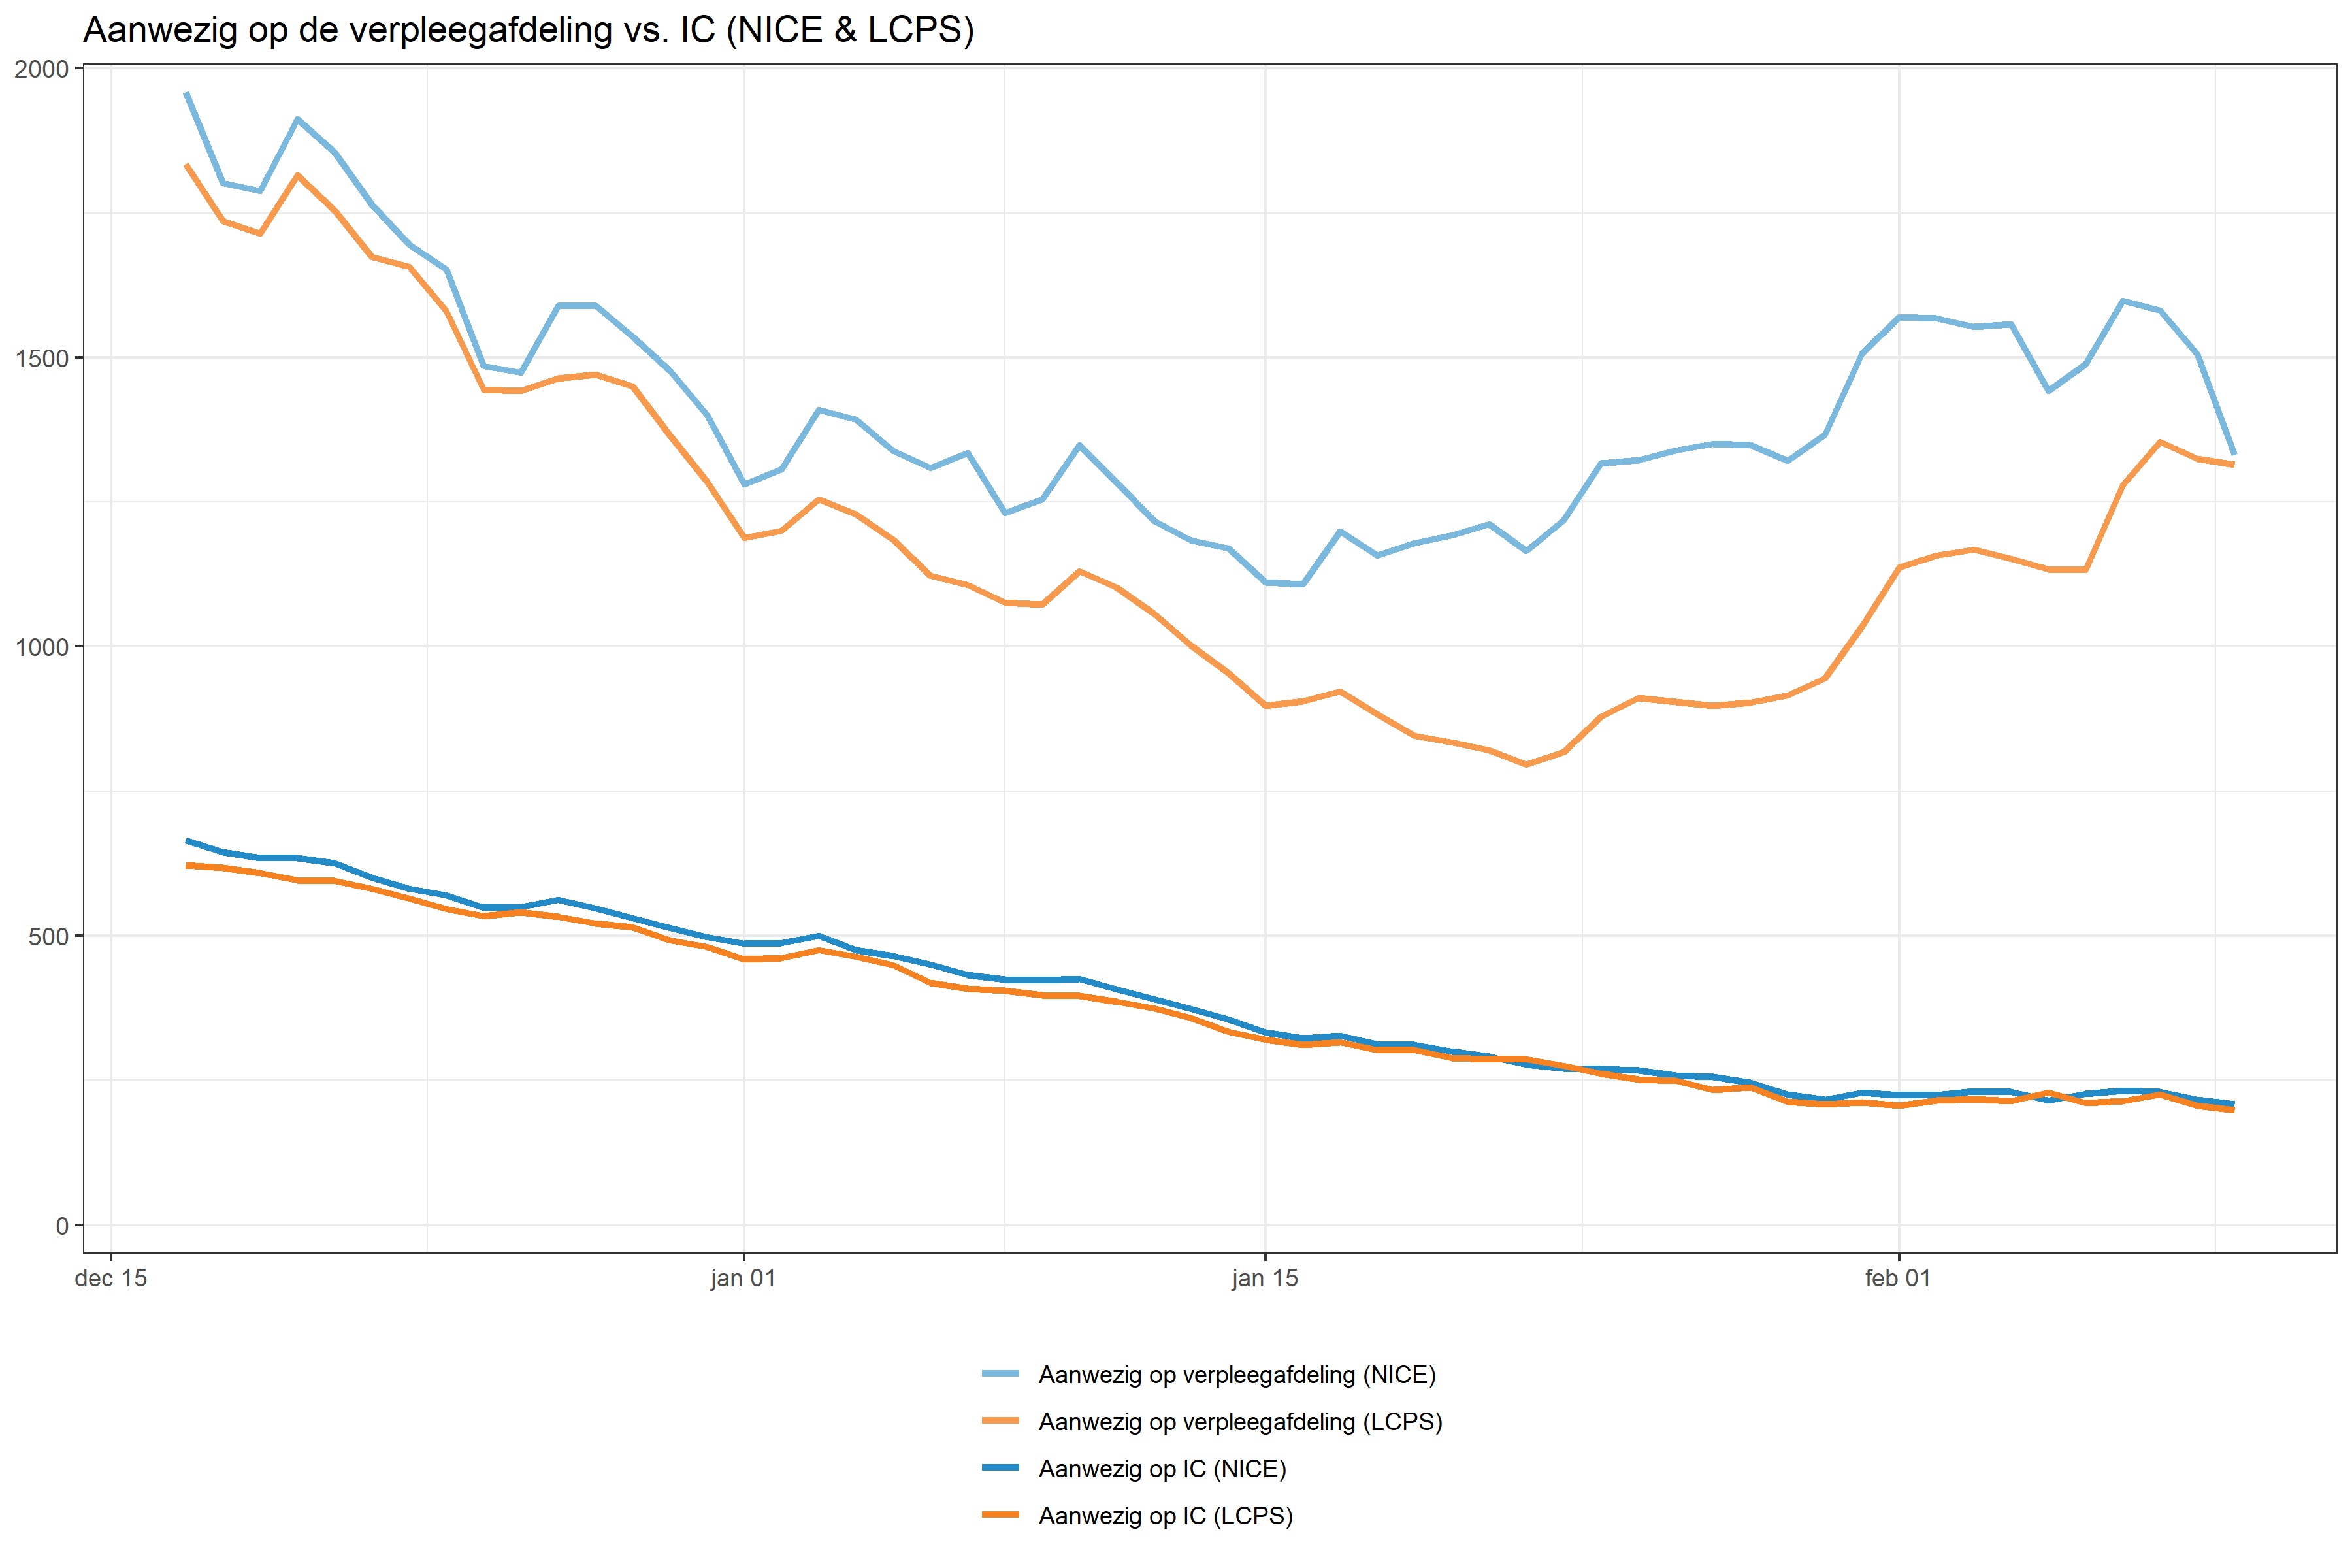 Aanwezig op de verpleegafdeling vs. IC (NICE & LCPS)
2000
1500
1000
500
0
dec 15 jan 01 jan 15 feb 01
Aanwezig op verpleegafdeling (NICE)
Aanwezig op verpleegafdeling (LCPS)
Aanwezig op IC (NICE)
Aanwezig op IC (LCPS)